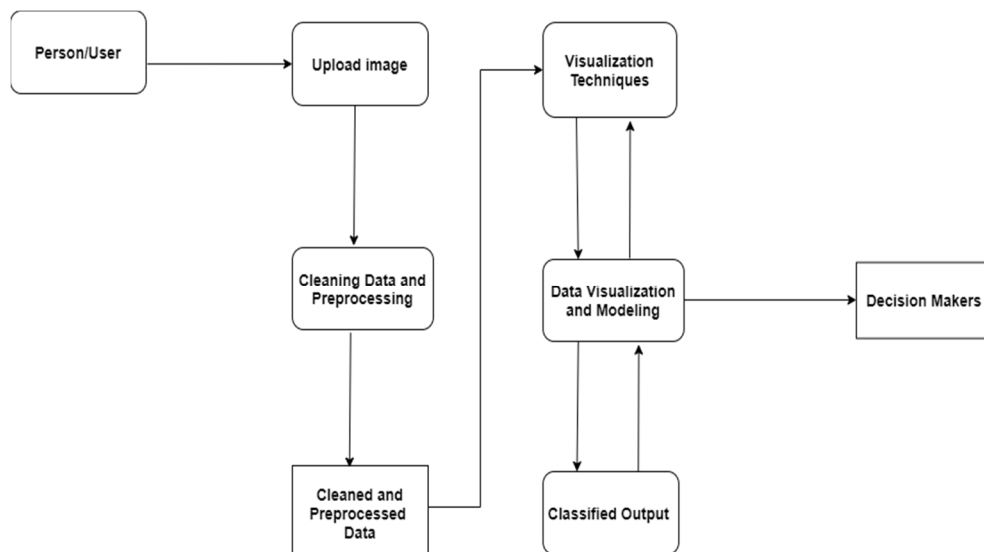 Person/User
Upload image
Cleaning Data and
Preprocessing
Cleaned and
Preprocessed
Data
Visualization
Techniques
Data Visualization
and Modeling
Classified Output
Decision Makers